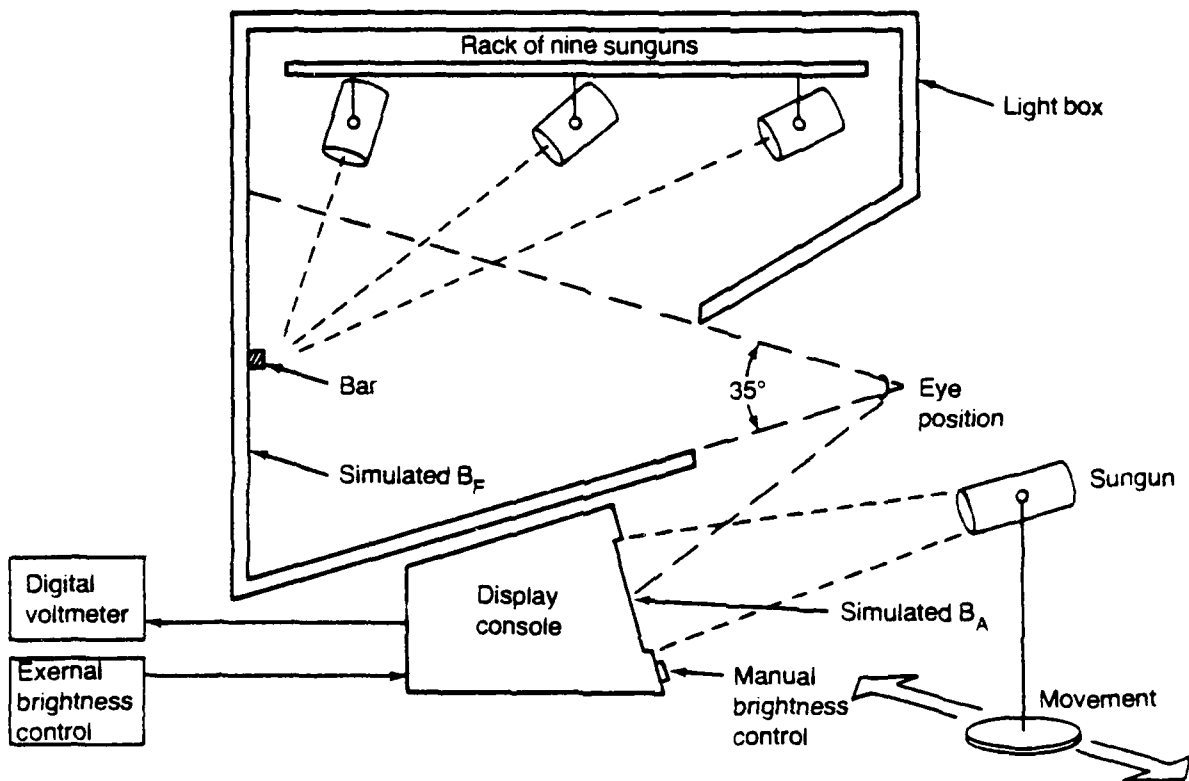 Rack of nine sunguns
Light box
Bar
35°
Eye
position
Simulated B_F
Sungun
Digital
voltmeter
Display
console
Simulated B_A
Exernal
brightness
control
Manual
brightness
control
Movement